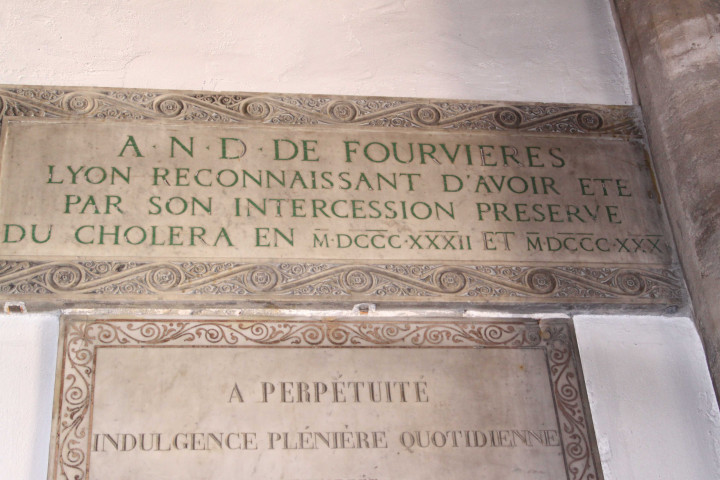 A·N·D·DE FOURVIERES
LYON RECONNAISSANT D'AVOIR ETE
PAR SON INTERCESSION PRESERVE
DU CHOLERA EN M·DCCC·XXXII ET M·DCCC·XXX
A PERPÉTUITÉ
INDULGENCE PLÉNIÈRE QUOTIDIENNE